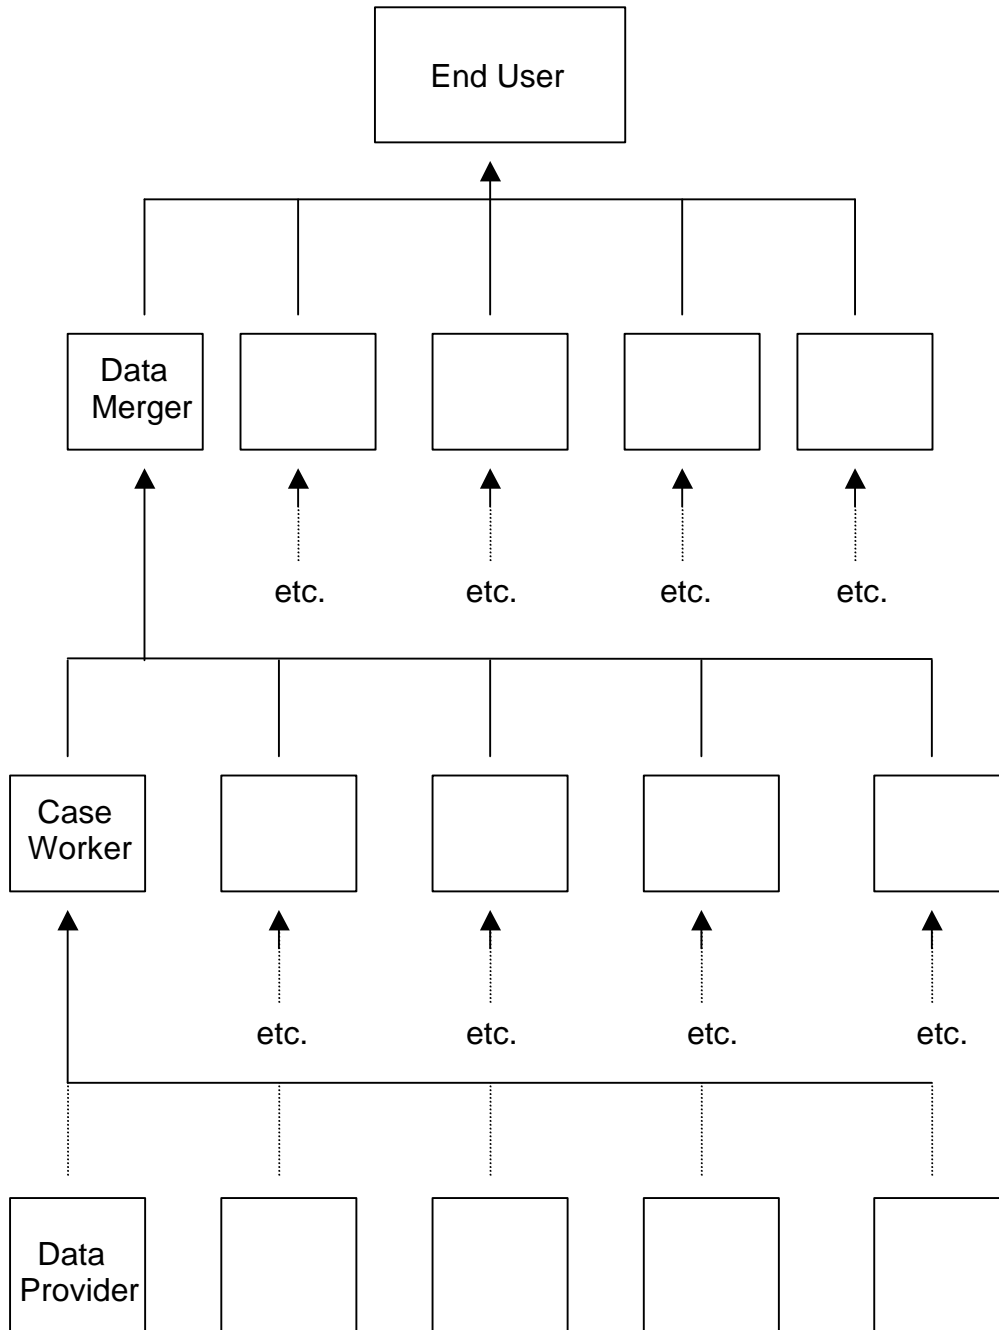 End User
Data
Merger
etc.
etc.
etc.
etc.
Case
Worker
etc.
etc.
etc.
etc.
Data
Provider